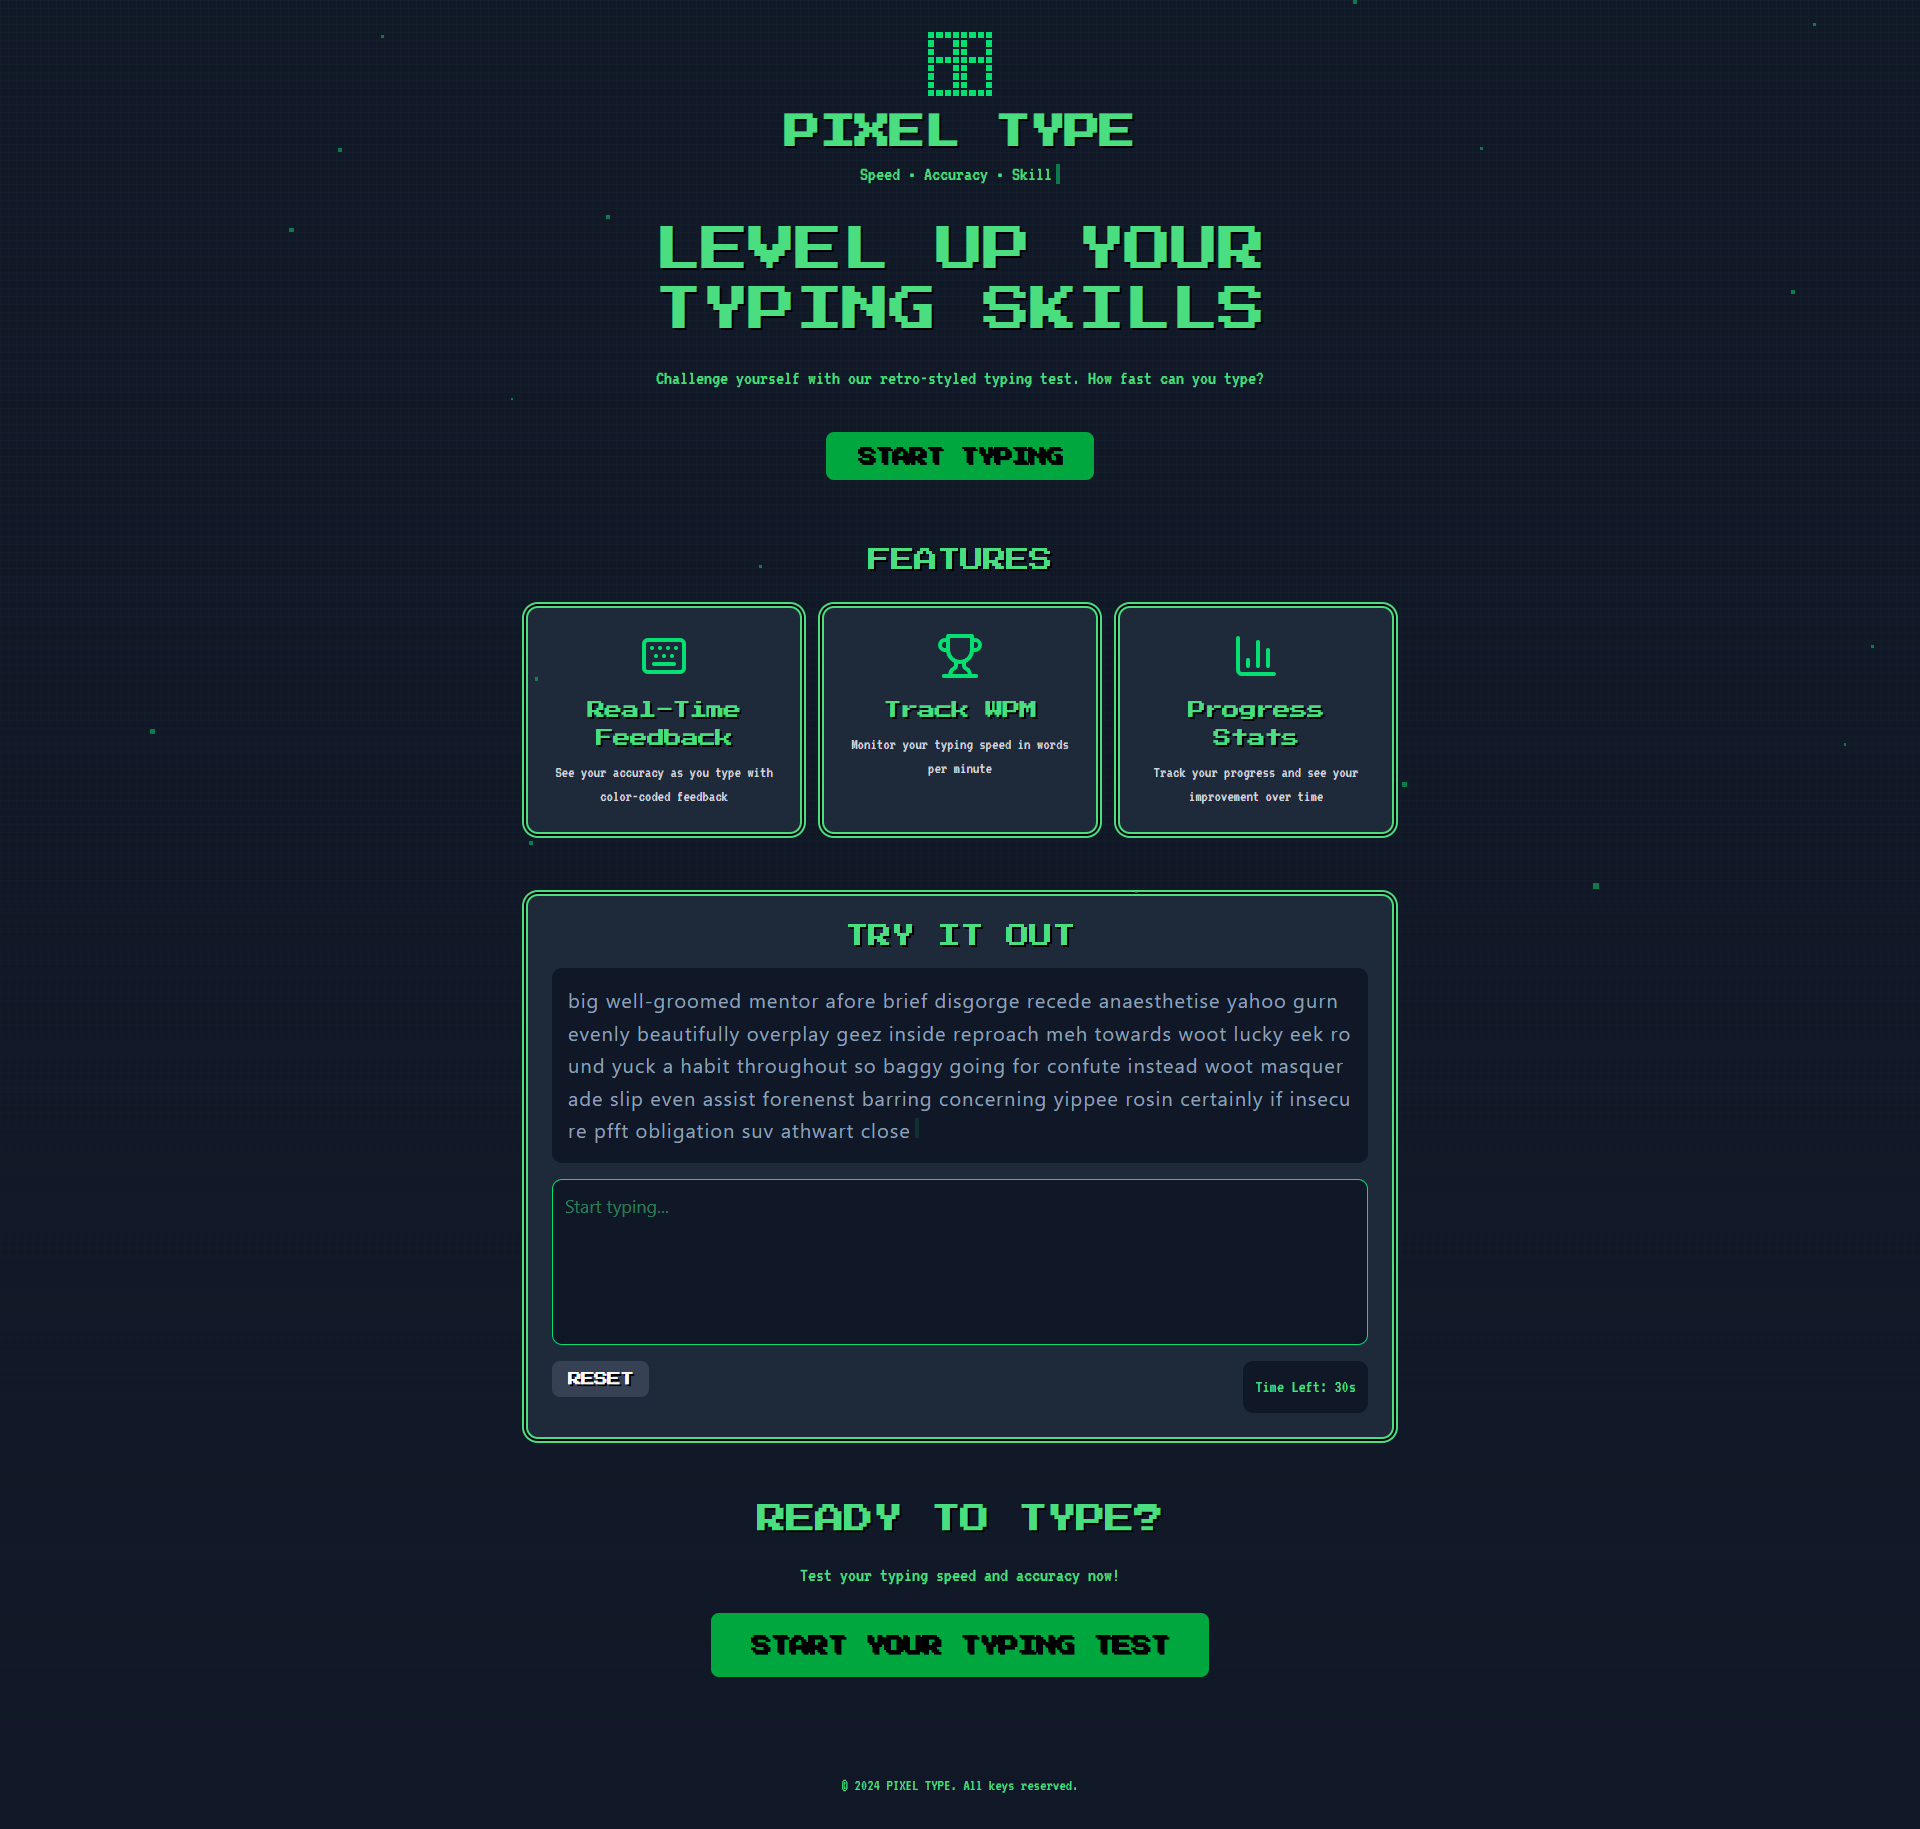 PIXEL TYPE
Speed • Accuracy • Skill
LEVEL UP YOUR
TYPING SKILLS
Challenge yourself with our retro-styled typing test. How fast can you type?
START TYPING
FEATURES
Real-Time
Feedback
See your accuracy as you type with
color-coded feedback
Track WPM
Monitor your typing speed in words
per minute
Progress
Stats
Track your progress and see your
improvement over time
TRY IT OUT
big well-groomed mentor afore brief disgorge recede anaesthetise yahoo gurn
evenly beautifully overplay geez inside reproach meh towards woot lucky eek ro
und yuck a habit throughout so baggy going for confute instead woot masquer
ade slip even assist forenenst barring concerning yippee rosin certainly if insecu
re pfft obligation suv athwart close
Start typing...
RESET
Time Left: 30s
READY TO TYPE?
Test your typing speed and accuracy now!
START YOUR TYPING TEST
© 2024 PIXEL TYPE. All keys reserved.